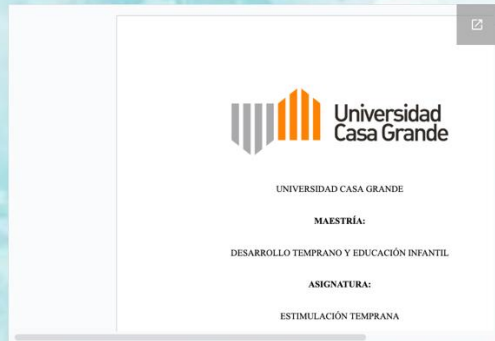 Universidad
Casa Grande
UNIVERSIDAD CASA GRANDE
MAESTRÍA:
DESARROLLO TEMPRANO Y EDUCACIÓN INFANTIL
ASIGNATURA:
ESTIMULACIÓN TEMPRANA